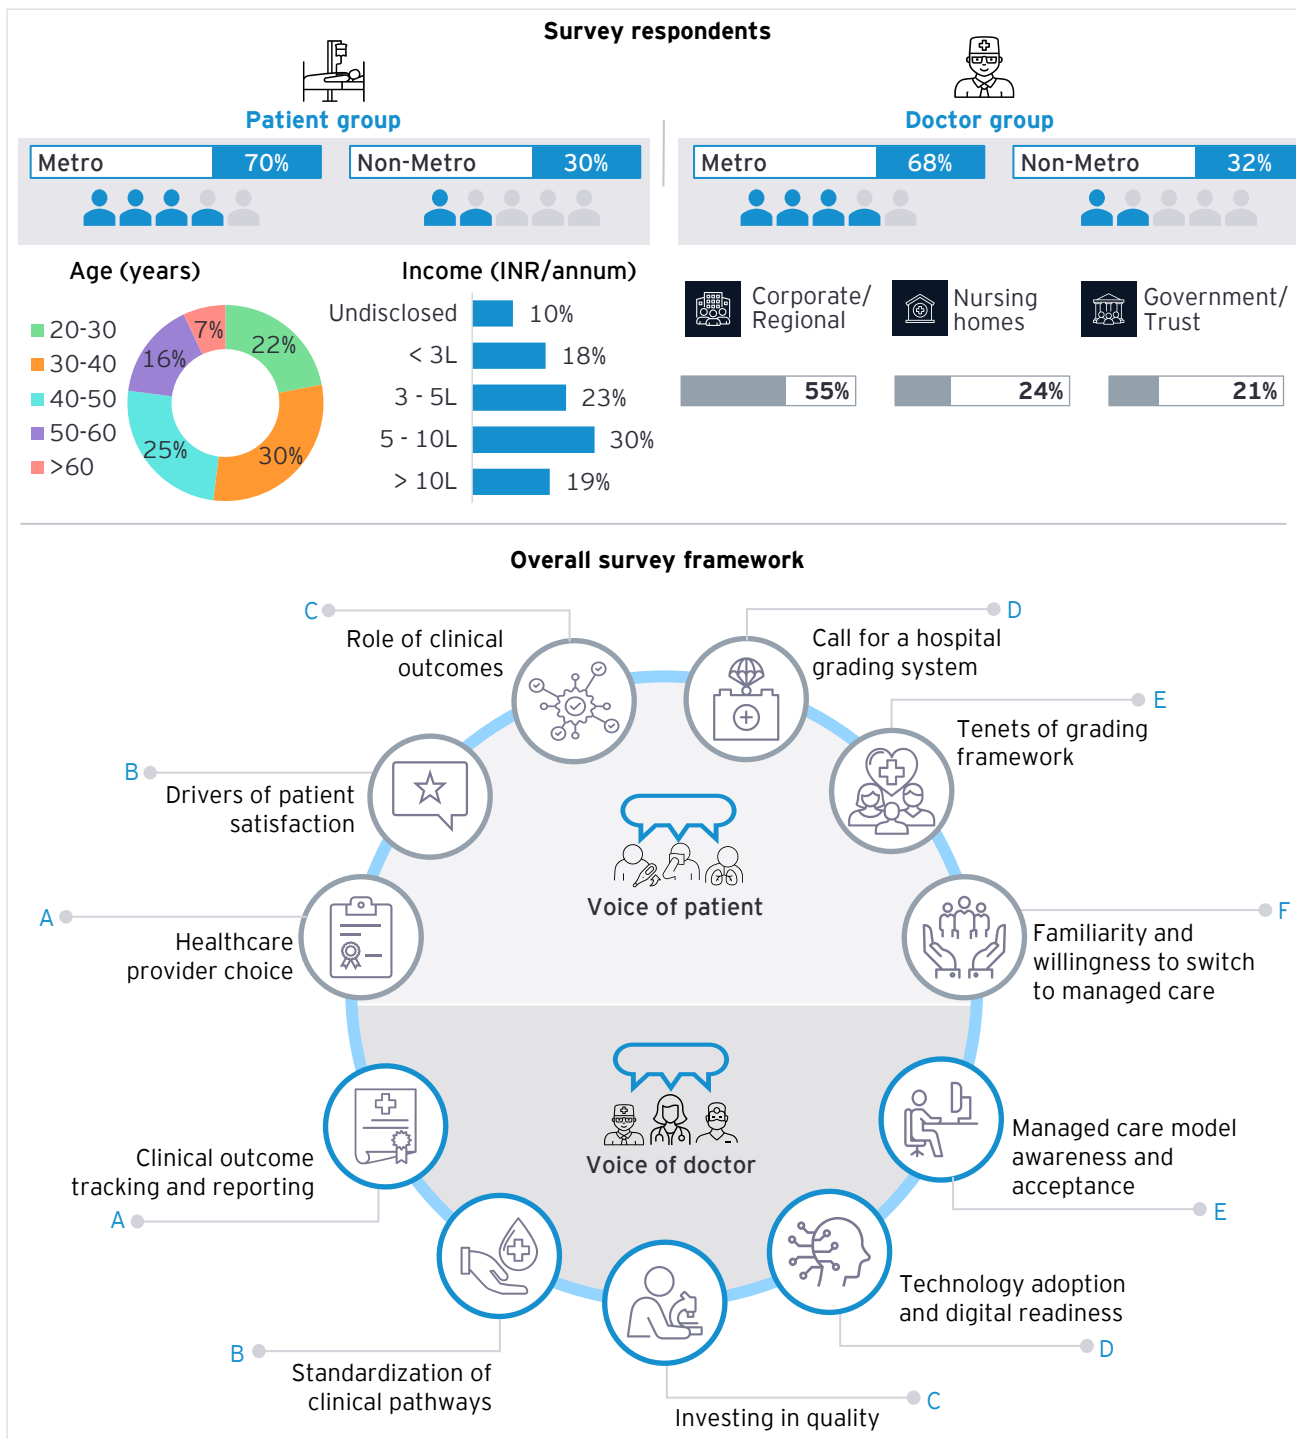 Survey respondents
Patient group
Doctor group
Metro 70%
Non-Metro 30%
Metro 68%
Non-Metro 32%
Age (years)
20-30
30-40
40-50
50-60
>60
22%
30%
25%
16%
7%
Income (INR/annum)
Undisclosed 10%
< 3L 18%
3 - 5L 23%
5 - 10L 30%
> 10L 19%
Corporate/
Regional
55%
Nursing
homes
24%
Government/
Trust
21%
Overall survey framework
C
Role of clinical
outcomes
D
Call for a hospital
grading system
B
Drivers of patient
satisfaction
E
Tenets of grading
framework
A
Healthcare
provider choice
F
Familiarity and
willingness to switch
to managed care
Voice of patient
Voice of doctor
Clinical outcome
tracking and reporting
A
Managed care model
awareness and
acceptance
E
B
Standardization of
clinical pathways
Technology adoption
and digital readiness
D
C
Investing in quality